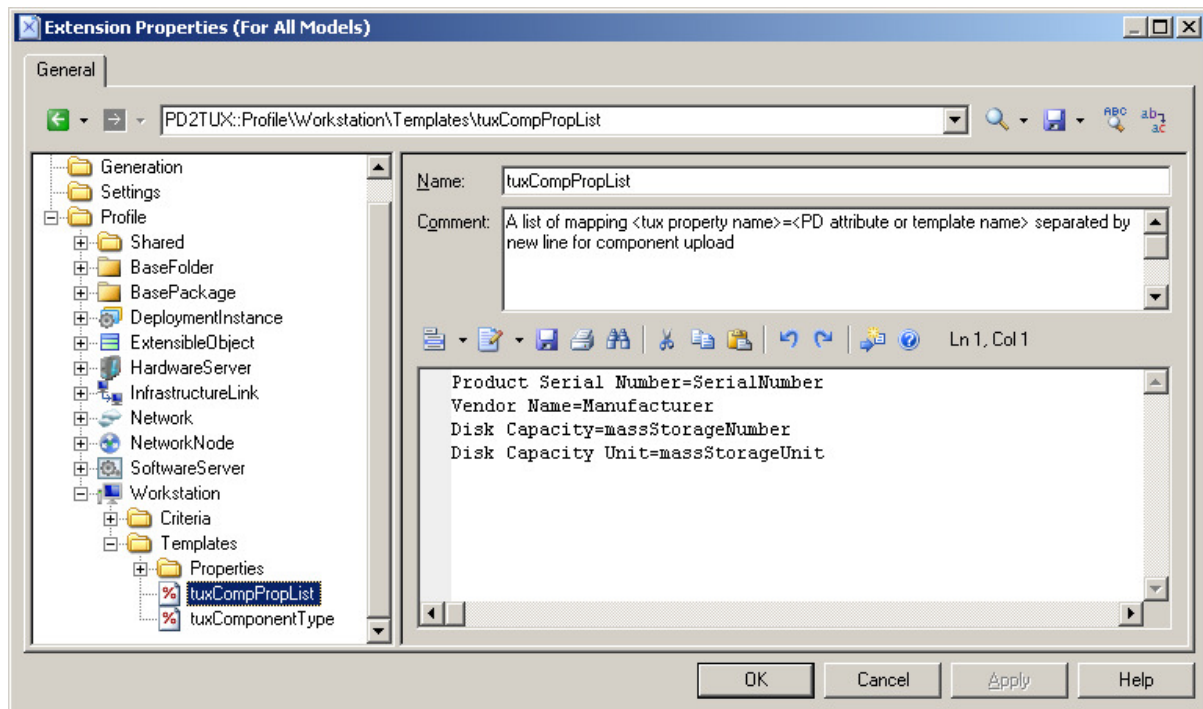 Extension Properties (For All Models)
General
PD2TUX::Profile\Workstation\Templates\tuxCompPropList
ABC
ab
ac
Generation
Settings
Profile
Shared
BaseFolder
BasePackage
DeploymentInstance
ExtensibleObject
HardwareServer
InfrastructureLink
Network
NetworkNode
SoftwareServer
Workstation
Criteria
Templates
Properties
tuxCompPropList
tuxComponentType
Name: tuxCompPropList
Comment: A list of mapping <tux property name>=<PD attribute or template name> separated by
new line for component upload
Ln 1, Col 1
Product Serial Number=SerialNumber
Vendor Name=Manufacturer
Disk Capacity=massStorageNumber
Disk Capacity Unit=massStorageUnit
OK Cancel Apply Help